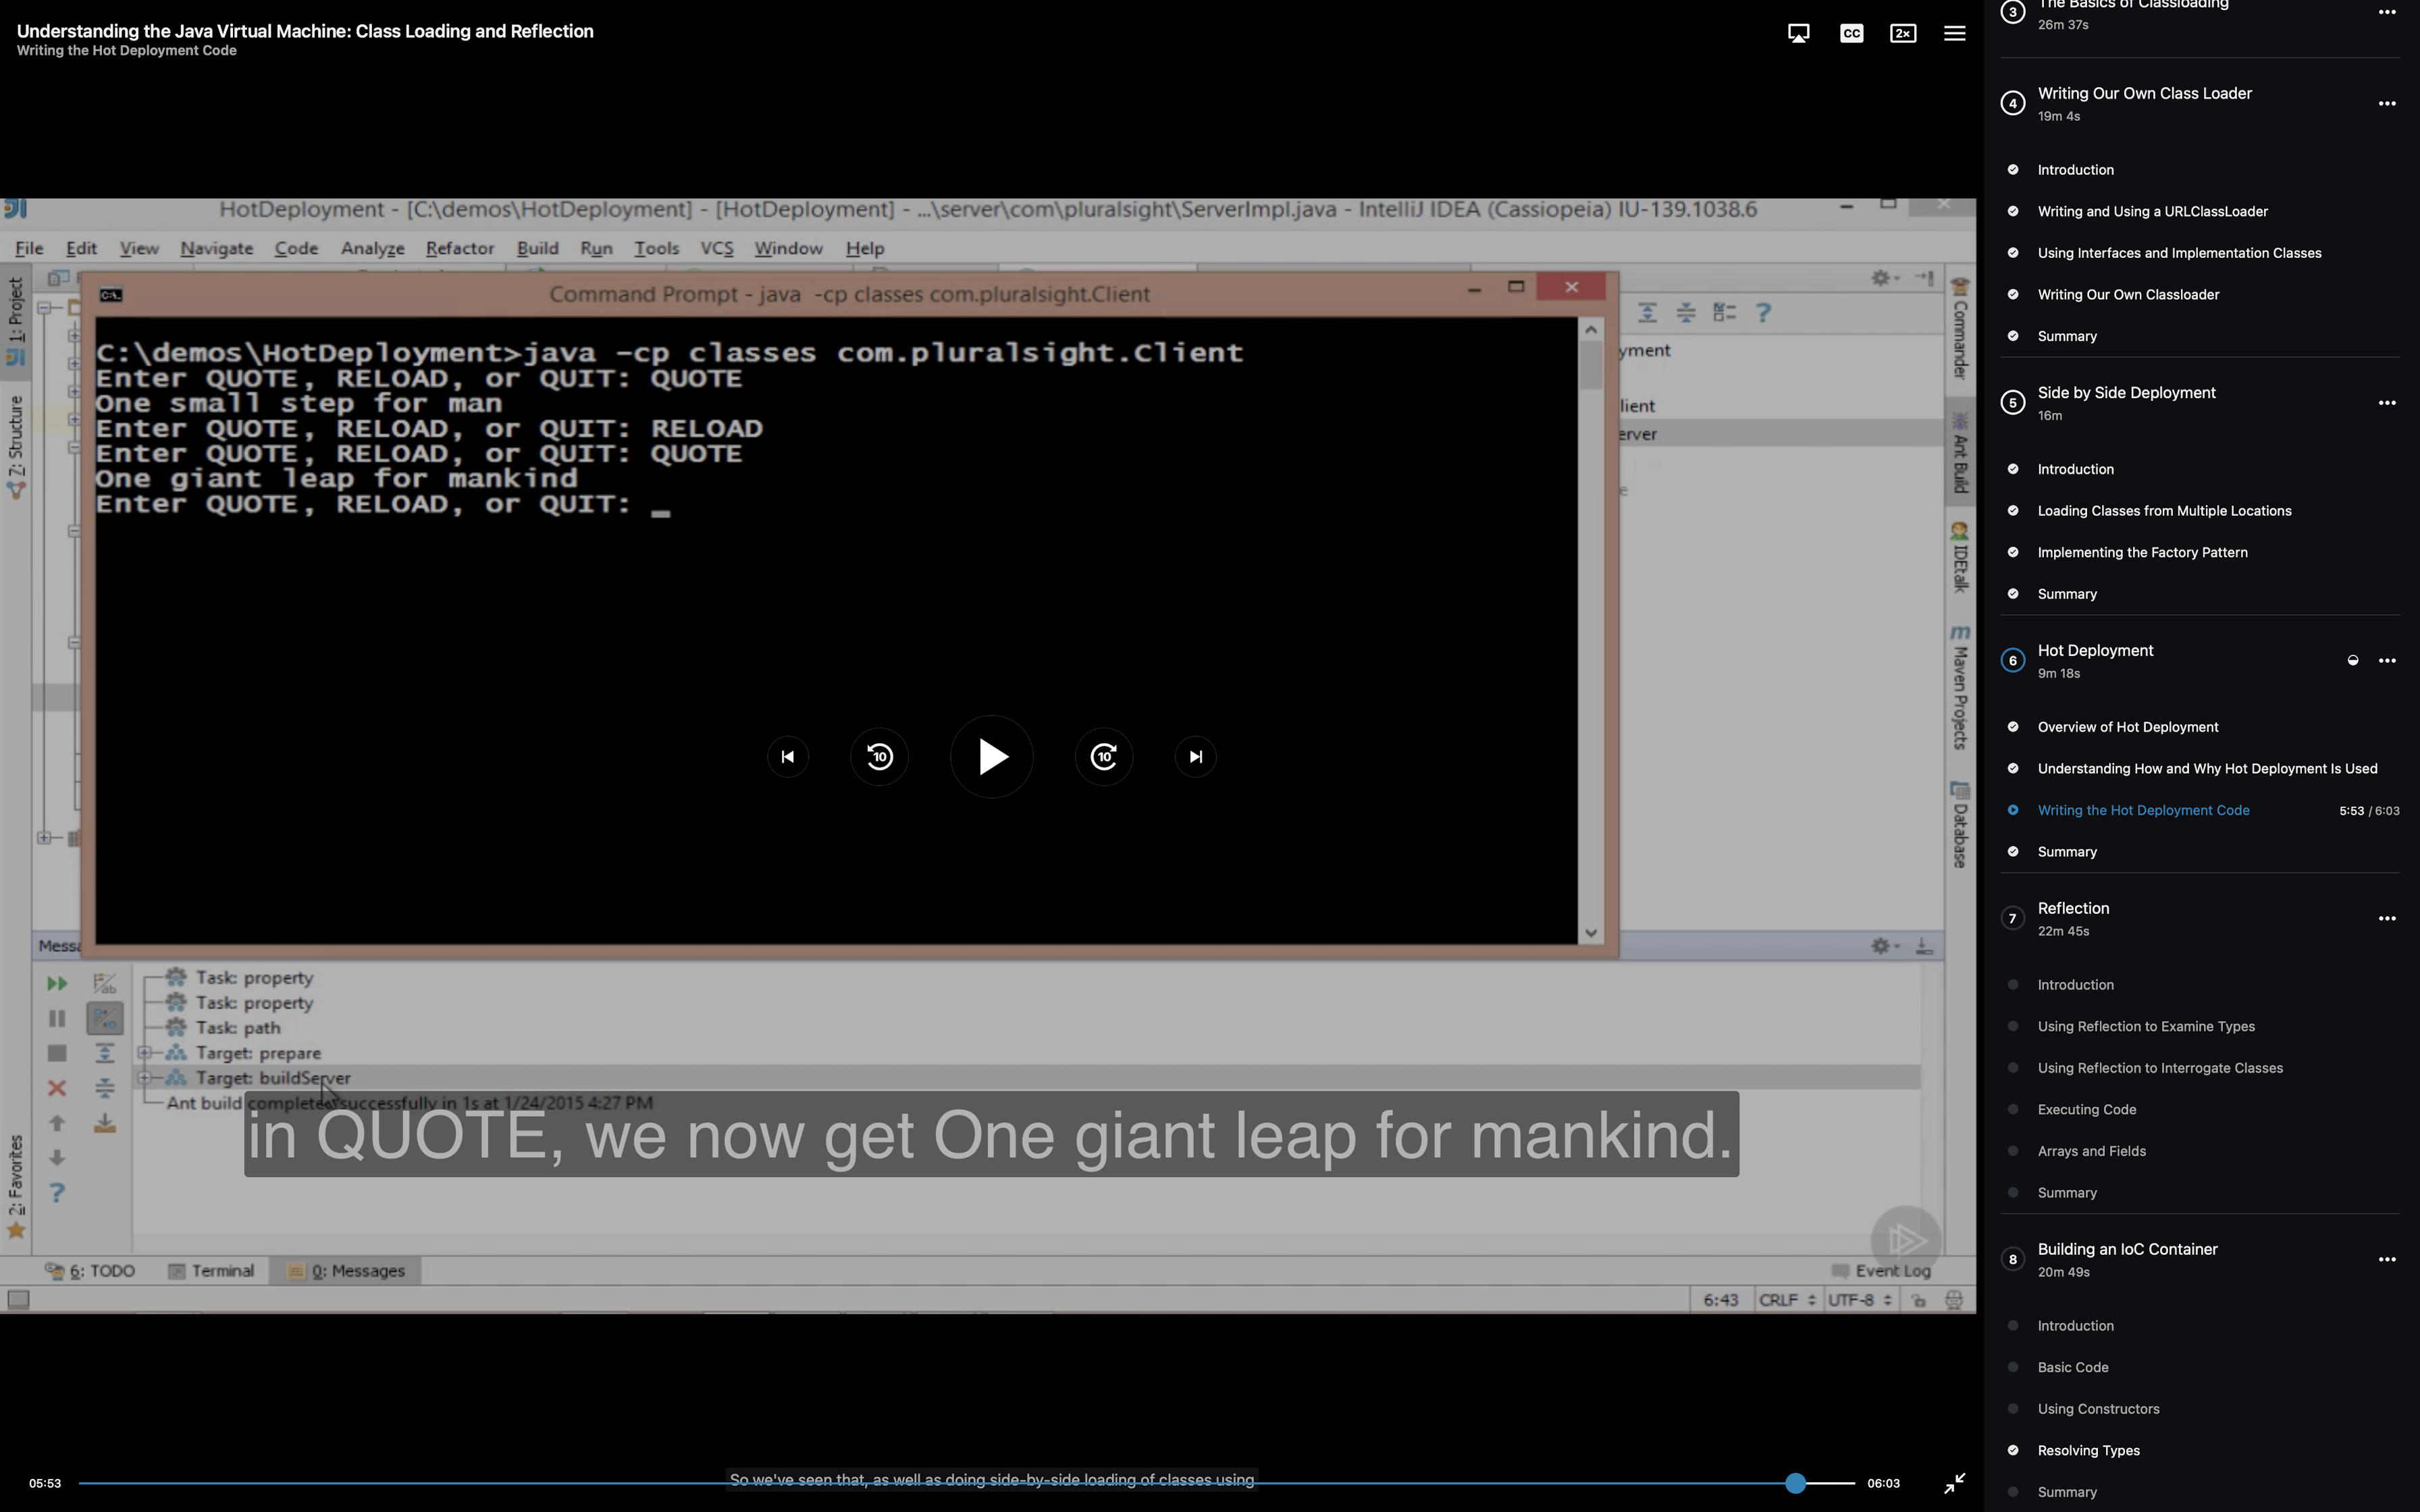 Understanding the Java Virtual Machine: Class Loading and Reflection
Writing the Hot Deployment Code
CC
2×
HotDeployment - [C:\demos\HotDeployment] - [HotDeployment] - ...\server\com\pluralsight\ServerImpl.java - IntelliJ IDEA (Cassiopeia) IU-139.1038.6
File Edit View Navigate Code Analyze Refactor Build Run Tools VCS Window Help
1: Project
7: Structure
2: Favorites
Command Prompt - java -cp classes com.pluralsight.Client
C:\demos\HotDeployment>java -cp classes com.pluralsight.Client
Enter QUOTE, RELOAD, or QUIT: QUOTE
One small step for man
Enter QUOTE, RELOAD, or QUIT: RELOAD
Enter QUOTE, RELOAD, or QUIT: QUOTE
One giant leap for mankind
Enter QUOTE, RELOAD, or QUIT: _
yment
lient
erver
e
Commander
Ant Build
IDEtalk
Maven Projects
Database
10
10
Messa
Task: property
Task: property
Task: path
Target: prepare
Target: buildServer
Ant build completed successfully in 1s at 1/24/2015 4:27 PM
in QUOTE, we now get One giant leap for mankind.
6: TODO Terminal 0: Messages Event Log
6:43 CRLF UTF-8
05:53
So we've seen that, as well as doing side-by-side loading of classes using
06:03
3 The Basics of Classloading
26m 37s
4 Writing Our Own Class Loader
19m 4s
Introduction
Writing and Using a URLClassLoader
Using Interfaces and Implementation Classes
Writing Our Own Classloader
Summary
5 Side by Side Deployment
16m
Introduction
Loading Classes from Multiple Locations
Implementing the Factory Pattern
Summary
6 Hot Deployment
9m 18s
Overview of Hot Deployment
Understanding How and Why Hot Deployment Is Used
Writing the Hot Deployment Code 5:53 / 6:03
Summary
7 Reflection
22m 45s
Introduction
Using Reflection to Examine Types
Using Reflection to Interrogate Classes
Executing Code
Arrays and Fields
Summary
8 Building an IoC Container
20m 49s
Introduction
Basic Code
Using Constructors
Resolving Types
Summary